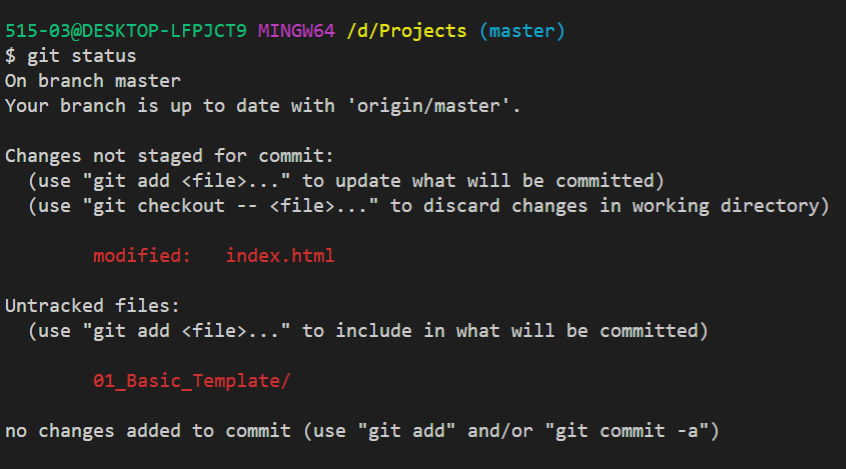 515-03@DESKTOP-LFPJCT9 MINGW64 /d/Projects (master)
$ git status
On branch master
Your branch is up to date with 'origin/master'.
Changes not staged for commit:
(use "git add <file>..." to update what will be committed)
(use "git checkout -- <file>..." to discard changes in working directory)
modified:   index.html
Untracked files:
(use "git add <file>..." to include in what will be committed)
01_Basic_Template/
no changes added to commit (use "git add" and/or "git commit -a")